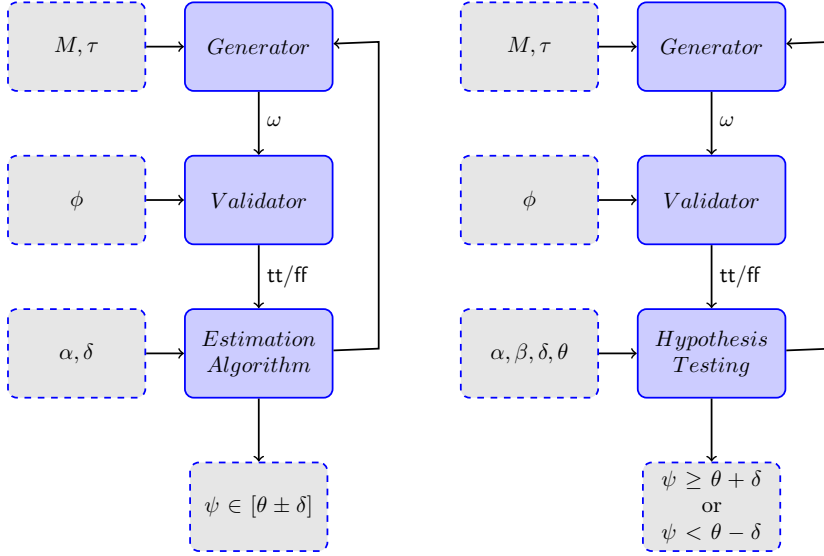 M, τ
Generator
ω
ϕ
Validator
tt/ff
α, δ
Estimation
Algorithm
ψ ∈ [θ ± δ]
M, τ
Generator
ω
ϕ
Validator
tt/ff
α, β, δ, θ
Hypothesis
Testing
ψ ≥ θ + δ
or
ψ < θ − δ